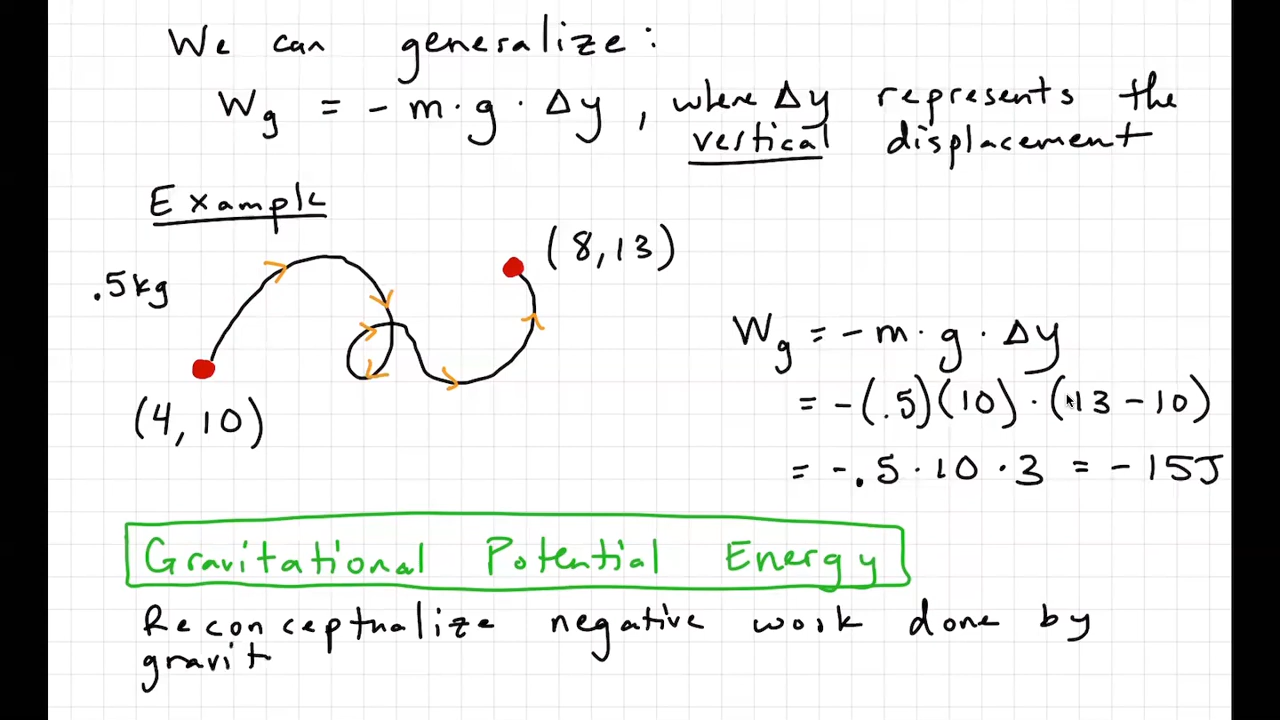 We can generalize:
Wg = - m · g · Δy , where Δy represents the
vertical displacement
Example
(8,13)
.5kg
(4, 10)
Wg = - m · g · Δy
= -(.5)(10) · (13 - 10)
= -.5 · 10 · 3 = -15J
Gravitational Potential Energy
Reconceptualize negative work done by
gravit